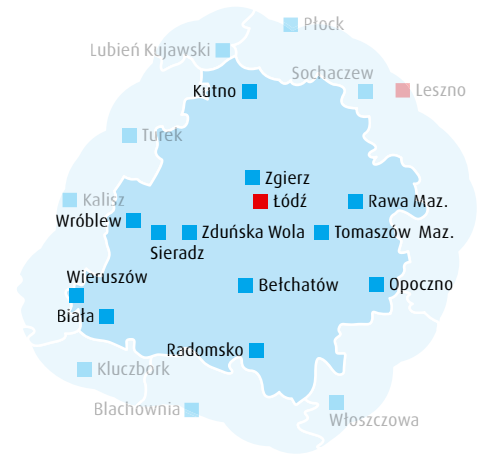 Płock
Lubień Kujawski
Sochaczew
Kutno
Leszno
Turek
Zgierz
Kalisz
Łódź
Rawa Maz.
Wróblew
Zduńska Wola
Tomaszów Maz.
Sieradz
Wieruszów
Bełchatów
Opoczno
Biała
Radomsko
Kluczbork
Blachownia
Włoszczowa